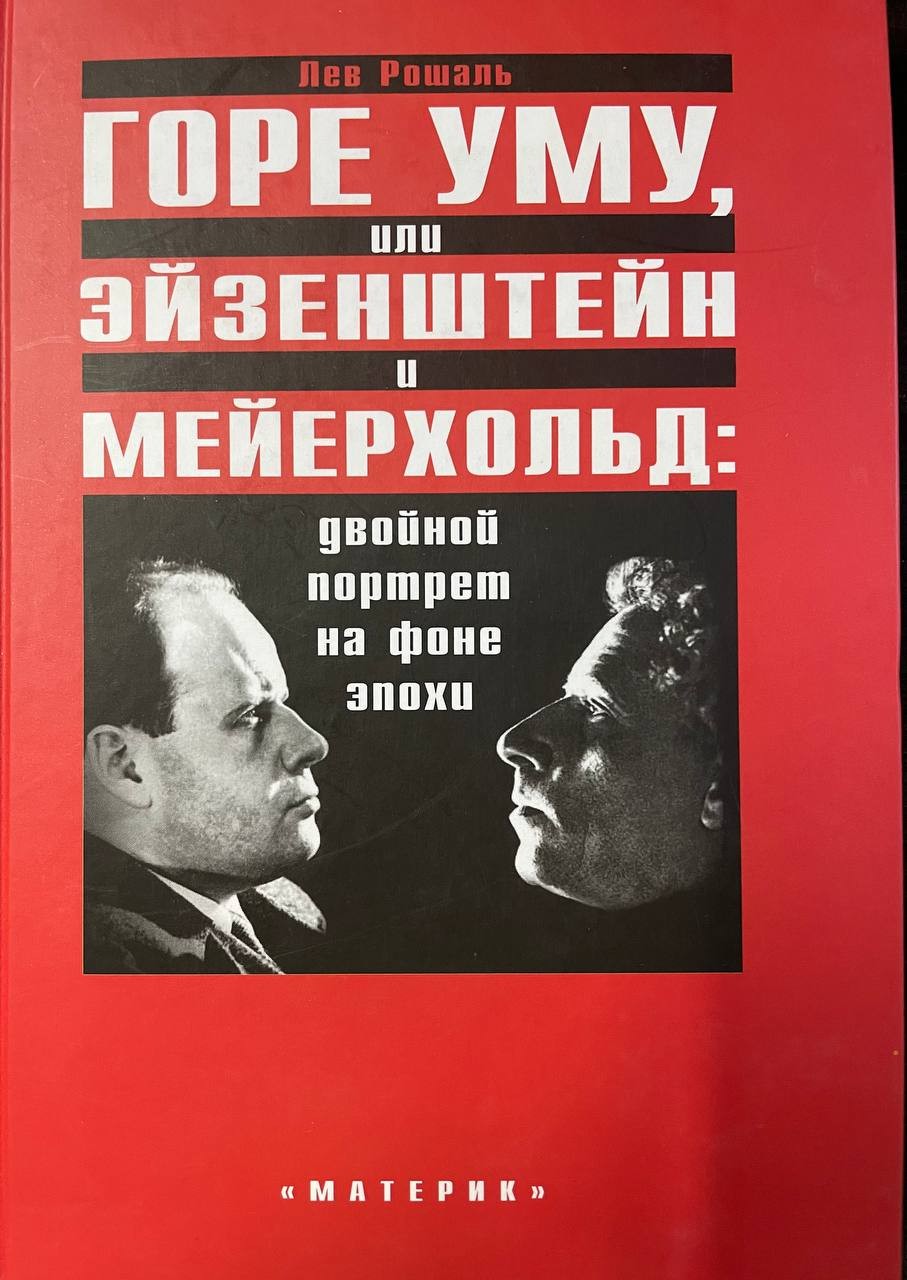 Лев Рошаль
ГОРЕ УМУ,
или
ЭЙЗЕНШТЕЙН
и
МЕЙЕРХОЛЬД:
двойной
портрет
на фоне
эпохи
«МАТЕРИК»